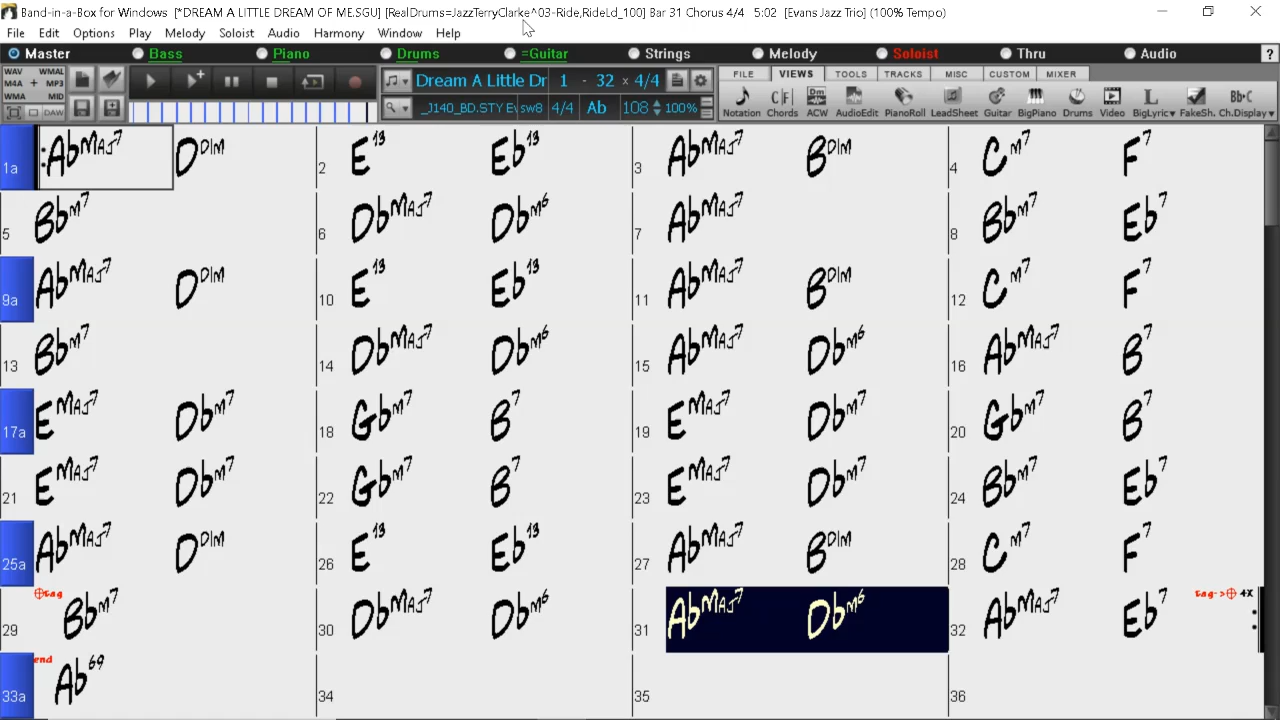 Band-in-a-Box for Windows [*DREAM A LITTLE DREAM OF ME.SGU] [RealDrums=JazzTerryClarke^03-Ride,RideLd_100] Bar 31 Chorus 4/4 5:02 [Evans Jazz Trio] (100% Tempo)
File Edit Options Play Melody Soloist Audio Harmony Window Help
Master Bass Piano Drums =Guitar Strings Melody Soloist Thru Audio ?
WAV WMAL
M4A + MP3
WMA MID
DAW
Dream A Little Dr 1 - 32 x 4/4
_J140_BD.STY Ev sw8 4/4 Ab 108 100%
FILE VIEWS TOOLS TRACKS MISC CUSTOM MIXER
Notation Chords ACW AudioEdit PianoRoll LeadSheet Guitar BigPiano Drums Video BigLyric FakeSh. Ch.Display
1a :AbMAJ7 DDIM 2 E13 Eb13 3 AbMAJ7 BDIM 4 Cm7 F7
5 Bbm7 6 DbMAJ7 Dbm6 7 AbMAJ7 8 Bbm7 Eb7
9a AbMAJ7 DDIM 10 E13 Eb13 11 AbMAJ7 BDIM 12 Cm7 F7
13 Bbm7 14 DbMAJ7 Dbm6 15 AbMAJ7 Dbm6 16 AbMAJ7 B7
17a EMAJ7 Dbm7 18 Gbm7 B7 19 EMAJ7 Dbm7 20 Gbm7 B7
21 EMAJ7 Dbm7 22 Gbm7 B7 23 EMAJ7 Dbm7 24 Bbm7 Eb7
25a AbMAJ7 DDIM 26 E13 Eb13 27 AbMAJ7 BDIM 28 Cm7 F7
tag tag-> +X
29 Bbm7 30 DbMAJ7 Dbm6 31 AbMAJ7 Dbm6 32 AbMAJ7 Eb7 :
end
33a Ab69 34 35 36